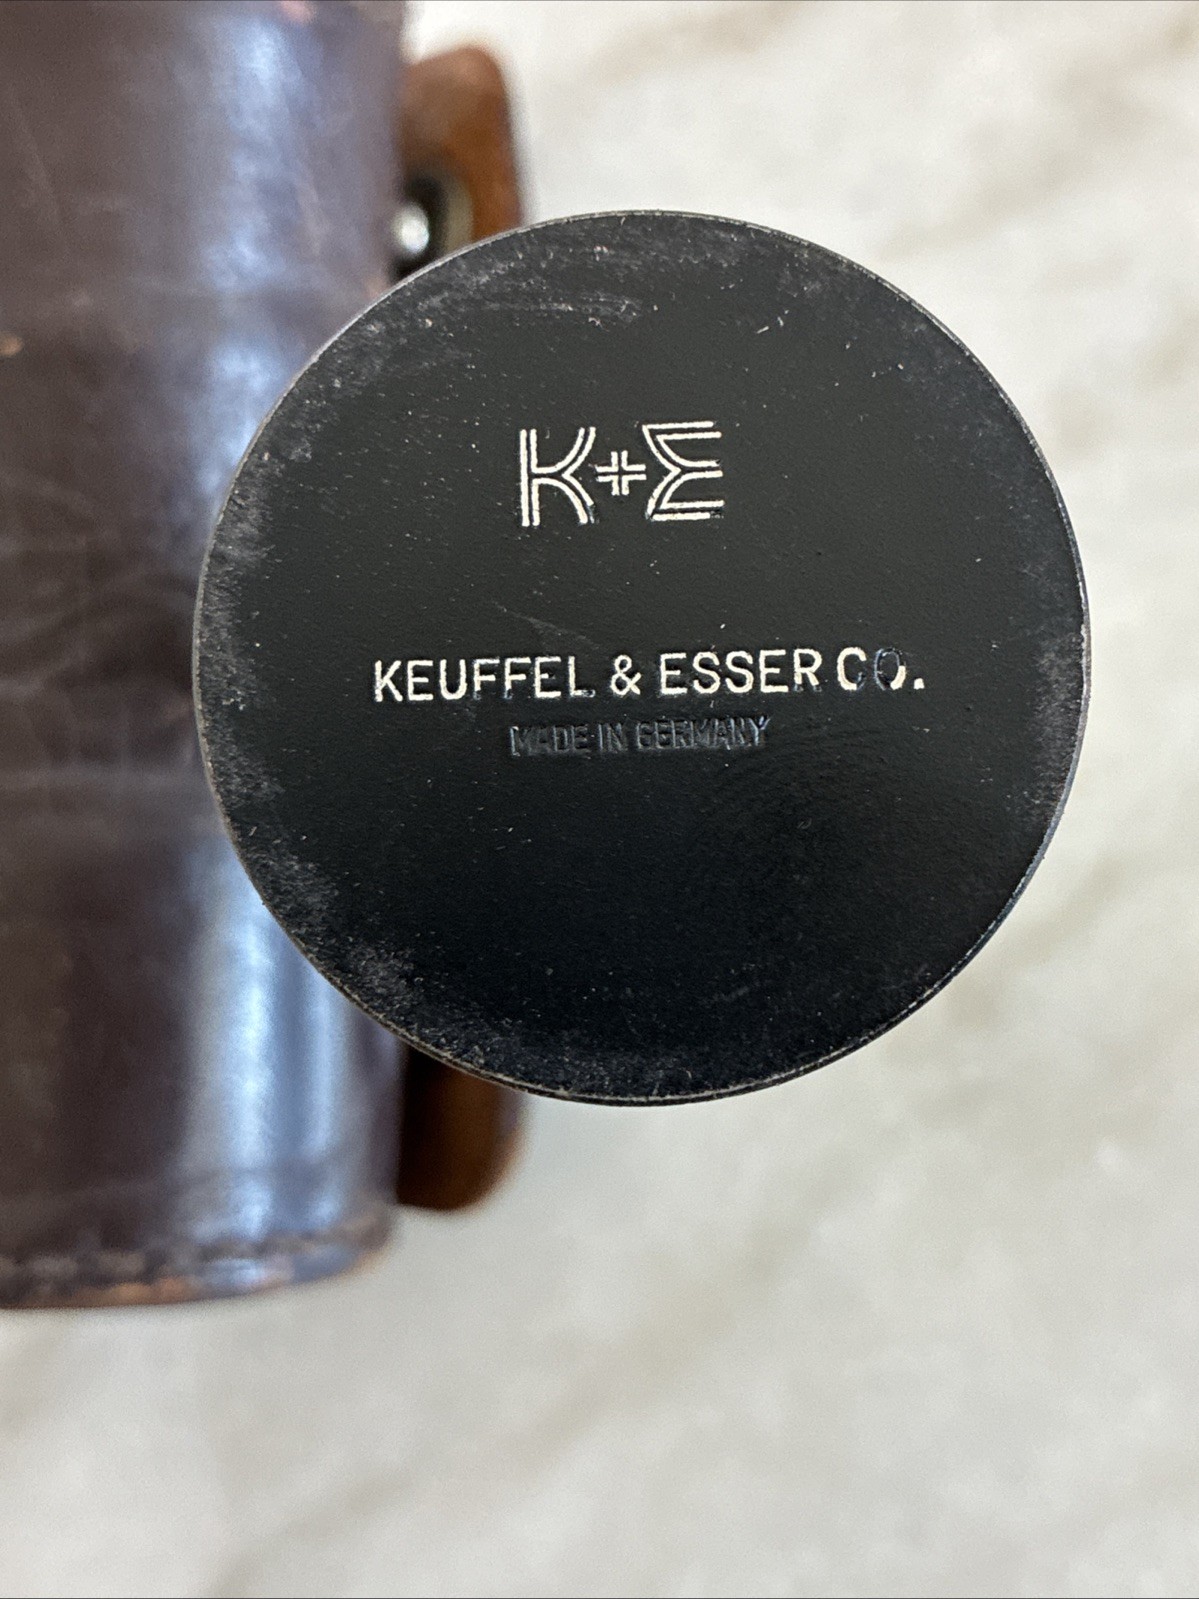 K+E
KEUFFEL & ESSER CO.
MADE IN GERMANY